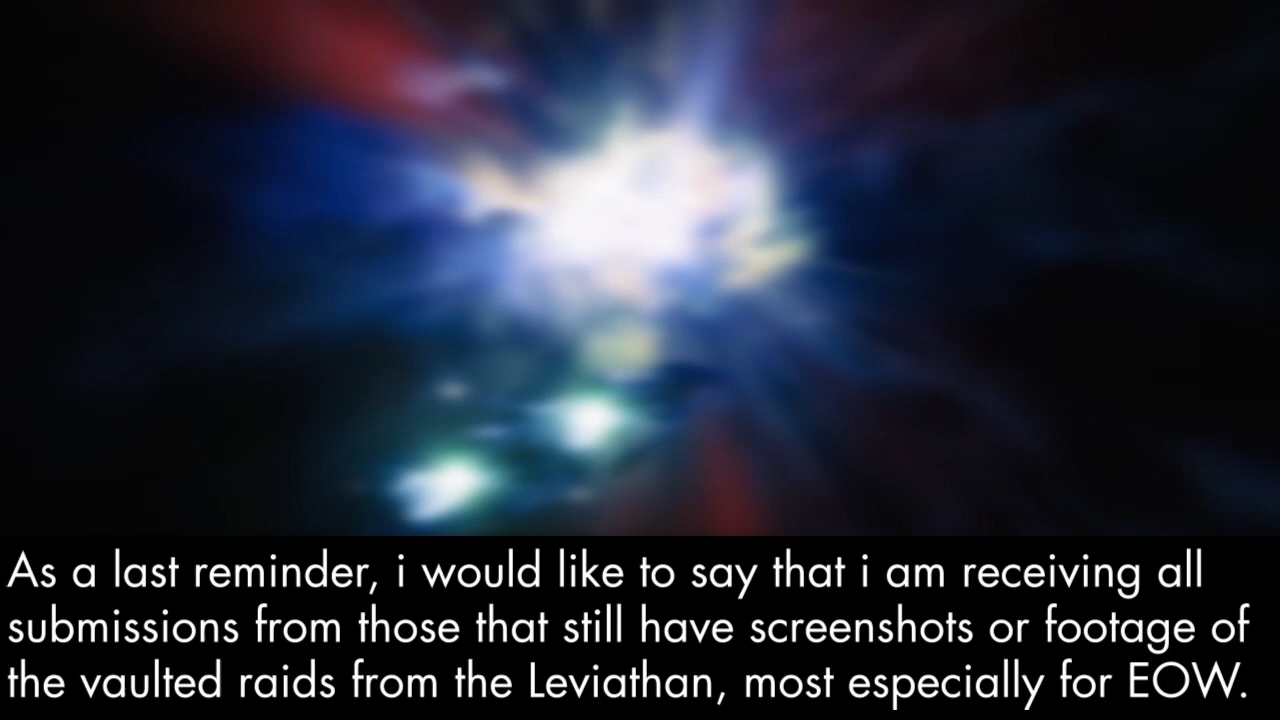 As a last reminder, i would like to say that i am receiving all
submissions from those that still have screenshots or footage of
the vaulted raids from the Leviathan, most especially for EOW.